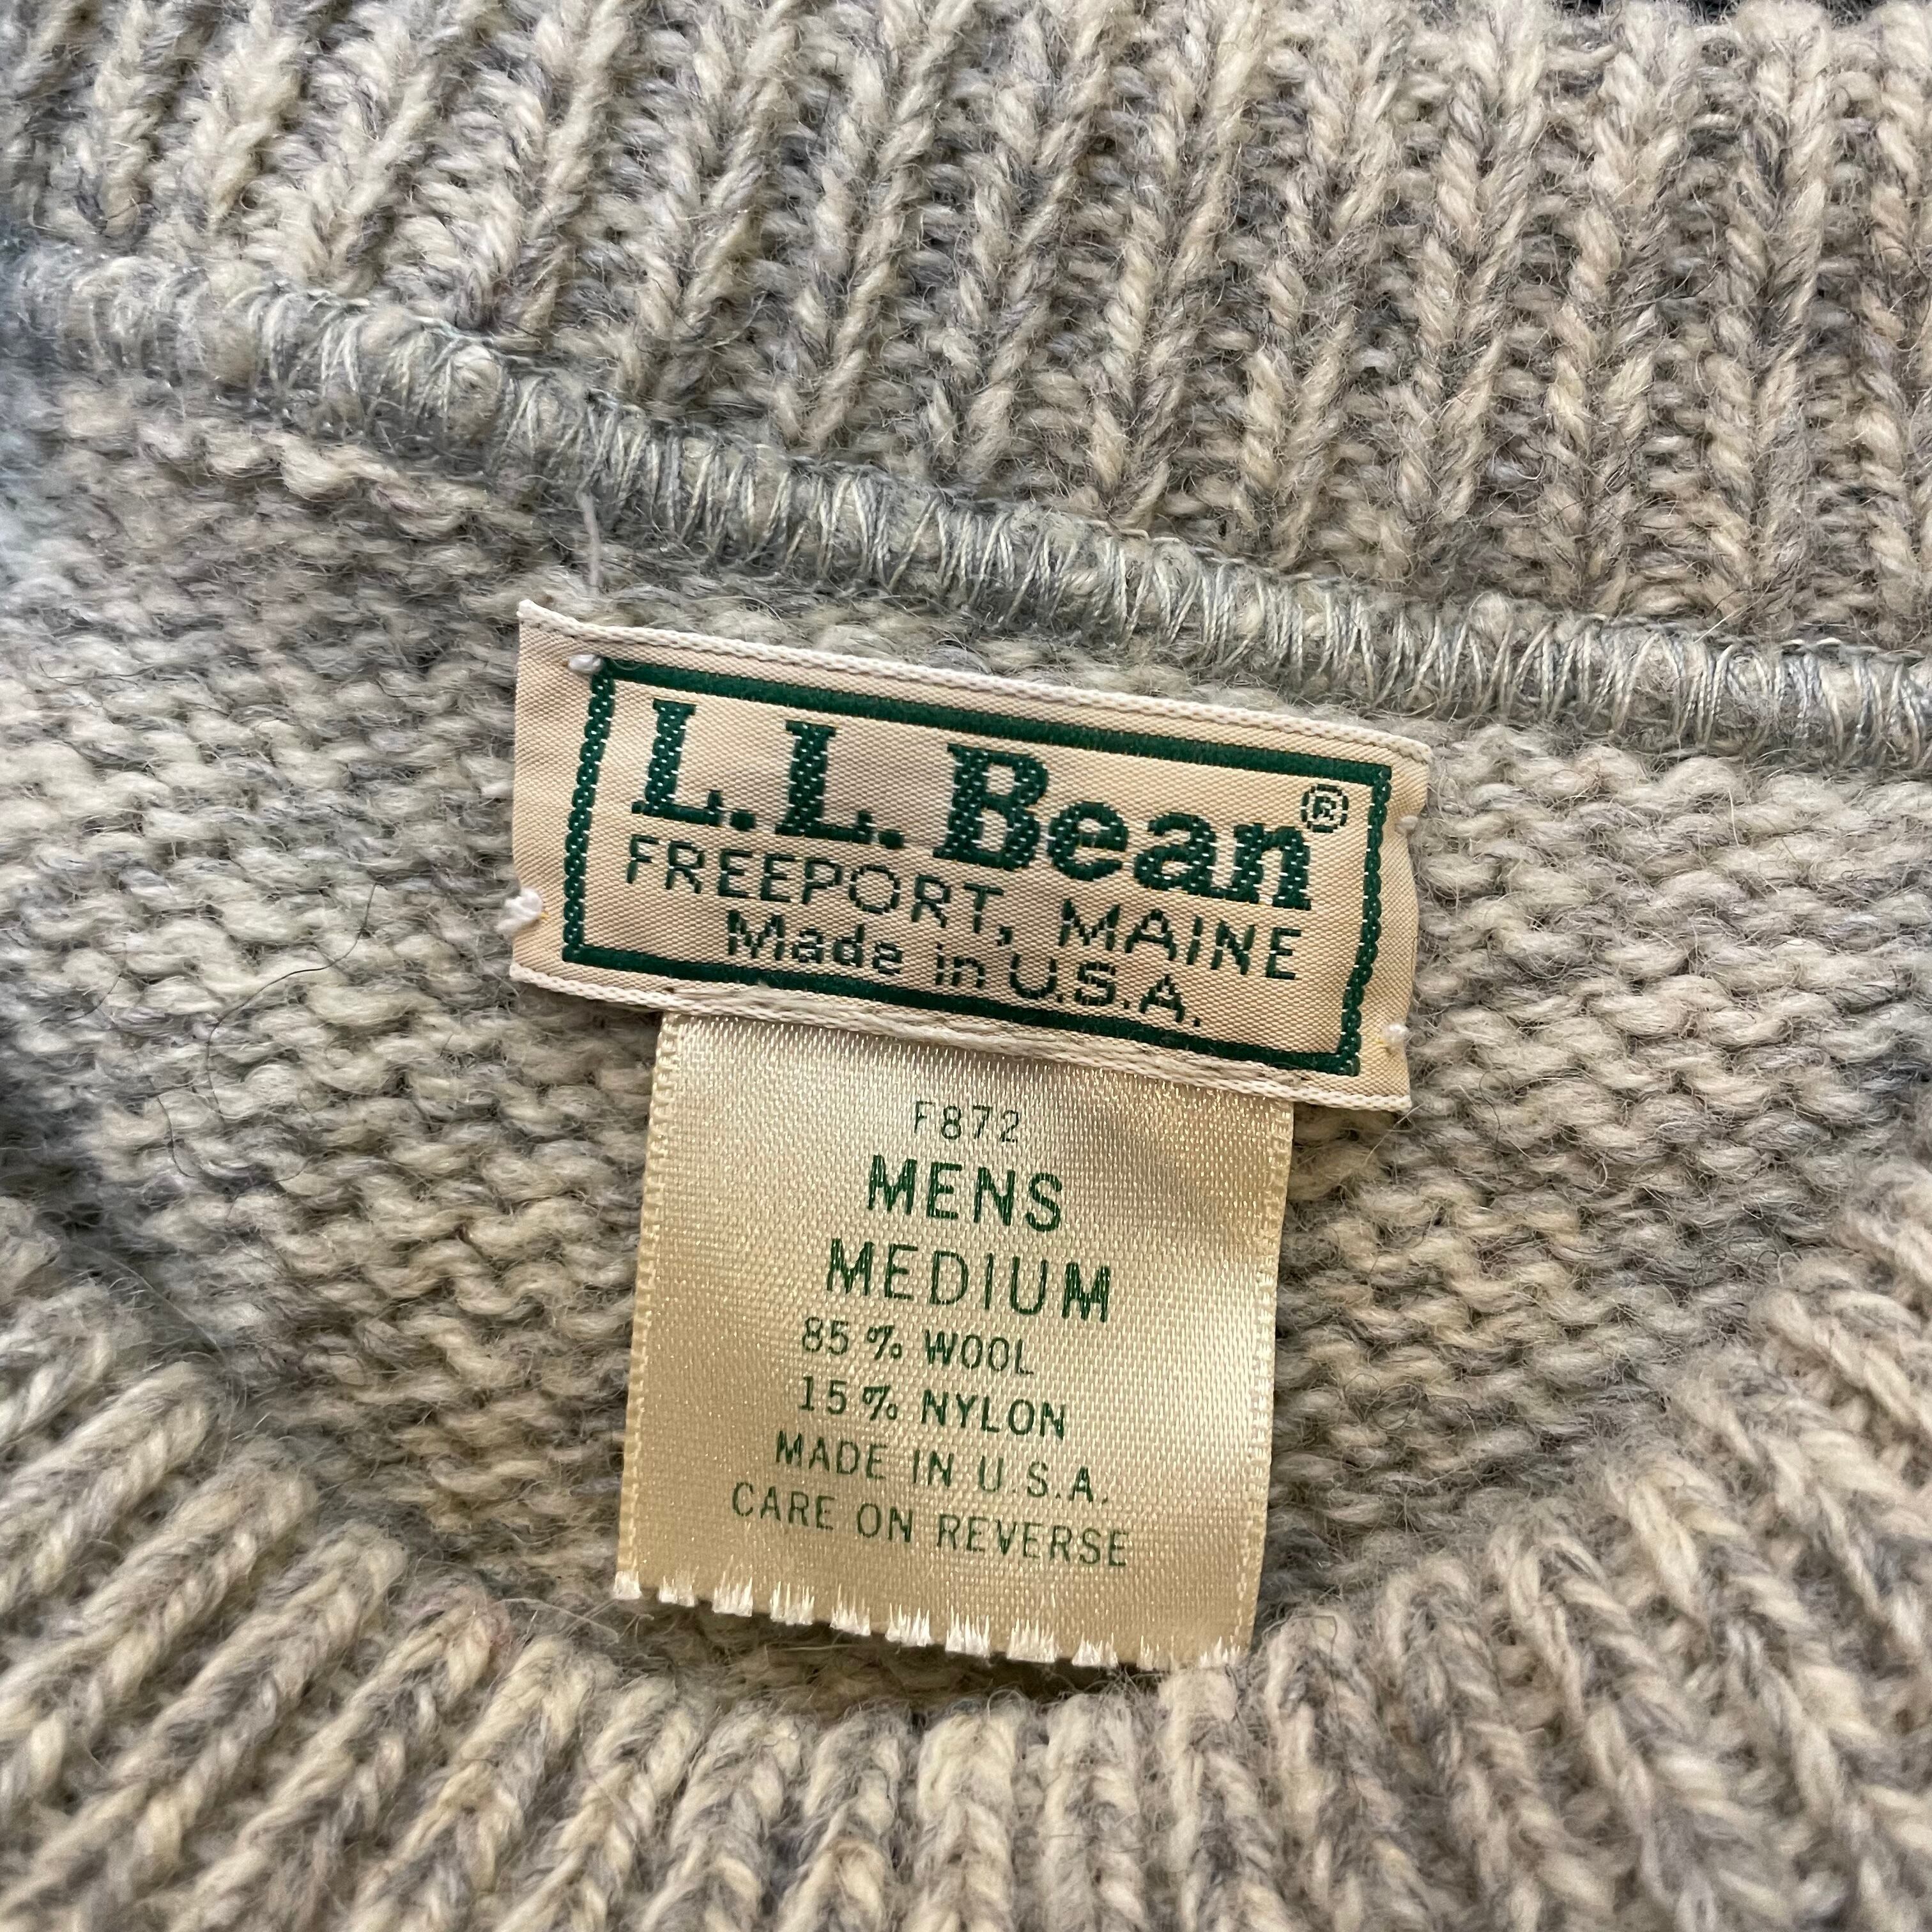 L.L.Bean®
FREEPORT, MAINE
Made in U.S.A.
F872
MENS
MEDIUM
85% WOOL
15% NYLON
MADE IN U.S.A.
CARE ON REVERSE